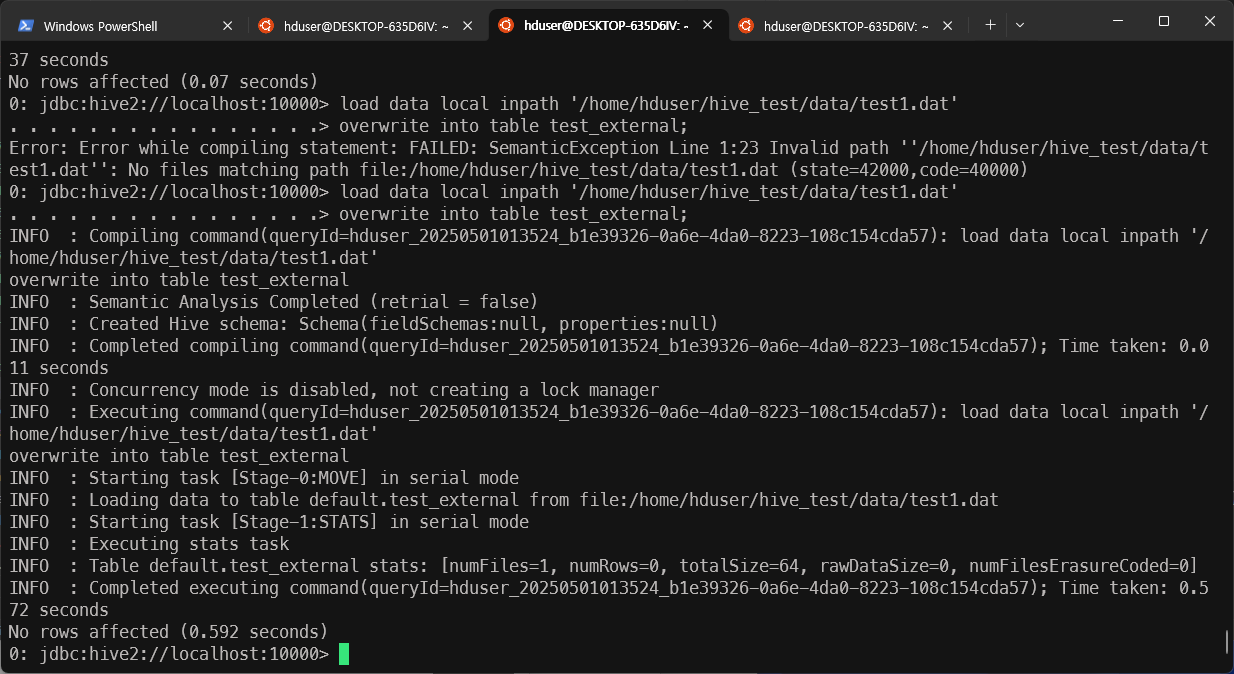 Windows PowerShell
hduser@DESKTOP-635D6IV: ~
hduser@DESKTOP-635D6IV: ~
hduser@DESKTOP-635D6IV: ~
37 seconds
No rows affected (0.07 seconds)
0: jdbc:hive2://localhost:10000> load data local inpath '/home/hduser/hive_test/data/test1.dat'
. . . . . . . . . . . . . . . .> overwrite into table test_external;
Error: Error while compiling statement: FAILED: SemanticException Line 1:23 Invalid path ''/home/hduser/hive_test/data/t
est1.dat'': No files matching path file:/home/hduser/hive_test/data/test1.dat (state=42000,code=40000)
0: jdbc:hive2://localhost:10000> load data local inpath '/home/hduser/hive_test/data/test1.dat'
. . . . . . . . . . . . . . . .> overwrite into table test_external;
INFO  : Compiling command(queryId=hduser_20250501013524_b1e39326-0a6e-4da0-8223-108c154cda57): load data local inpath '/
home/hduser/hive_test/data/test1.dat'
overwrite into table test_external
INFO  : Semantic Analysis Completed (retrial = false)
INFO  : Created Hive schema: Schema(fieldSchemas:null, properties:null)
INFO  : Completed compiling command(queryId=hduser_20250501013524_b1e39326-0a6e-4da0-8223-108c154cda57); Time taken: 0.0
11 seconds
INFO  : Concurrency mode is disabled, not creating a lock manager
INFO  : Executing command(queryId=hduser_20250501013524_b1e39326-0a6e-4da0-8223-108c154cda57): load data local inpath '/
home/hduser/hive_test/data/test1.dat'
overwrite into table test_external
INFO  : Starting task [Stage-0:MOVE] in serial mode
INFO  : Loading data to table default.test_external from file:/home/hduser/hive_test/data/test1.dat
INFO  : Starting task [Stage-1:STATS] in serial mode
INFO  : Executing stats task
INFO  : Table default.test_external stats: [numFiles=1, numRows=0, totalSize=64, rawDataSize=0, numFilesErasureCoded=0]
INFO  : Completed executing command(queryId=hduser_20250501013524_b1e39326-0a6e-4da0-8223-108c154cda57); Time taken: 0.5
72 seconds
No rows affected (0.592 seconds)
0: jdbc:hive2://localhost:10000>